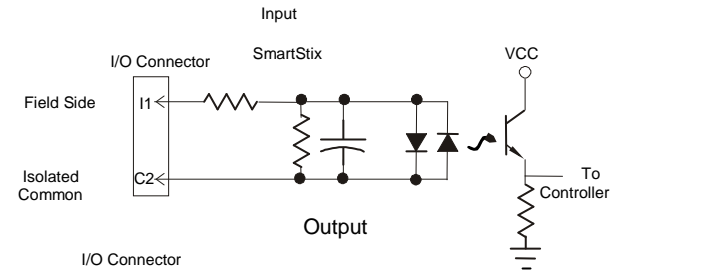 Input
SmartStix
VCC
I/O Connector
Field Side
I1
Isolated
Common
C2
To
Controller
Output
I/O Connector